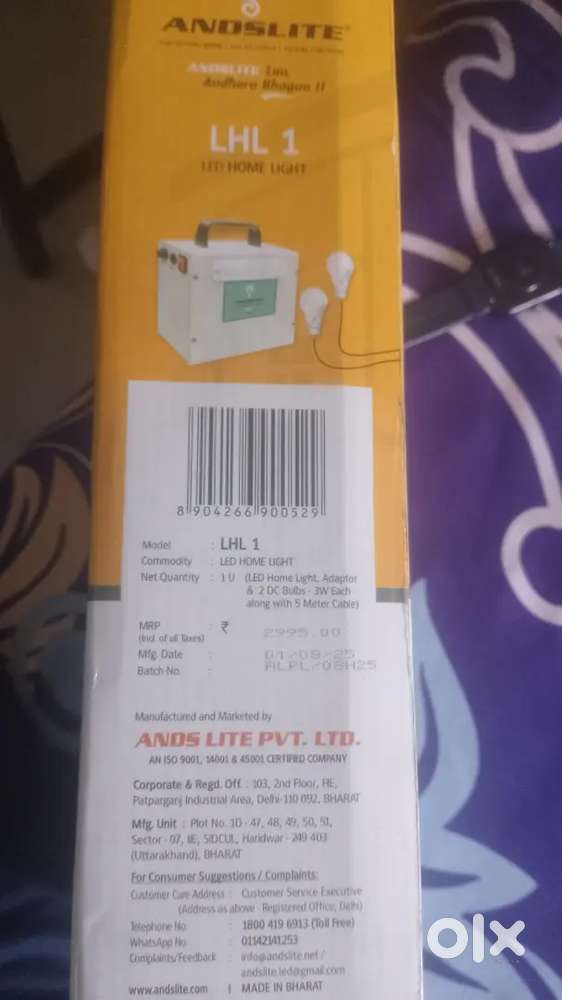 ANDSLITE®
ANDSLITE Lao,
Andhere Bhagao !!
LHL 1
LED HOME LIGHT
8 904266 900529
Model : LHL 1
Commodity : LED HOME LIGHT
Net Quantity : 1 U (LED Home Light, Adaptor
& 2 DC Bulbs - 3W Each
along with 5 Meter Cable)
MRP : ₹ 2995.00
(Incl. of all Taxes)
Mfg. Date : 01/08/25
Batch No. : ALPL/08H25
Manufactured and Marketed by
ANDS LITE PVT. LTD.
AN ISO 9001, 14001 & 45001 CERTIFIED COMPANY
Corporate & Regd. Off. : 103, 2nd Floor, FIE,
Patparganj Industrial Area, Delhi-110 092, BHARAT
Mfg. Unit : Plot No. 10 - 47, 48, 49, 50, 51,
Sector - 07, IIE, SIDCUL, Haridwar - 249 403
(Uttarakhand), BHARAT
For Consumer Suggestions / Complaints:
Customer Care Address : Customer Service Executive
(Address as above - Registered Office, Delhi)
Telephone No. : 1800 419 6913 (Toll Free)
WhatsApp No. : 01142141253
Complaints/Feedback : info@andslite.net /
andslite.led@gmail.com
www.andslite.com | MADE IN BHARAT
olx